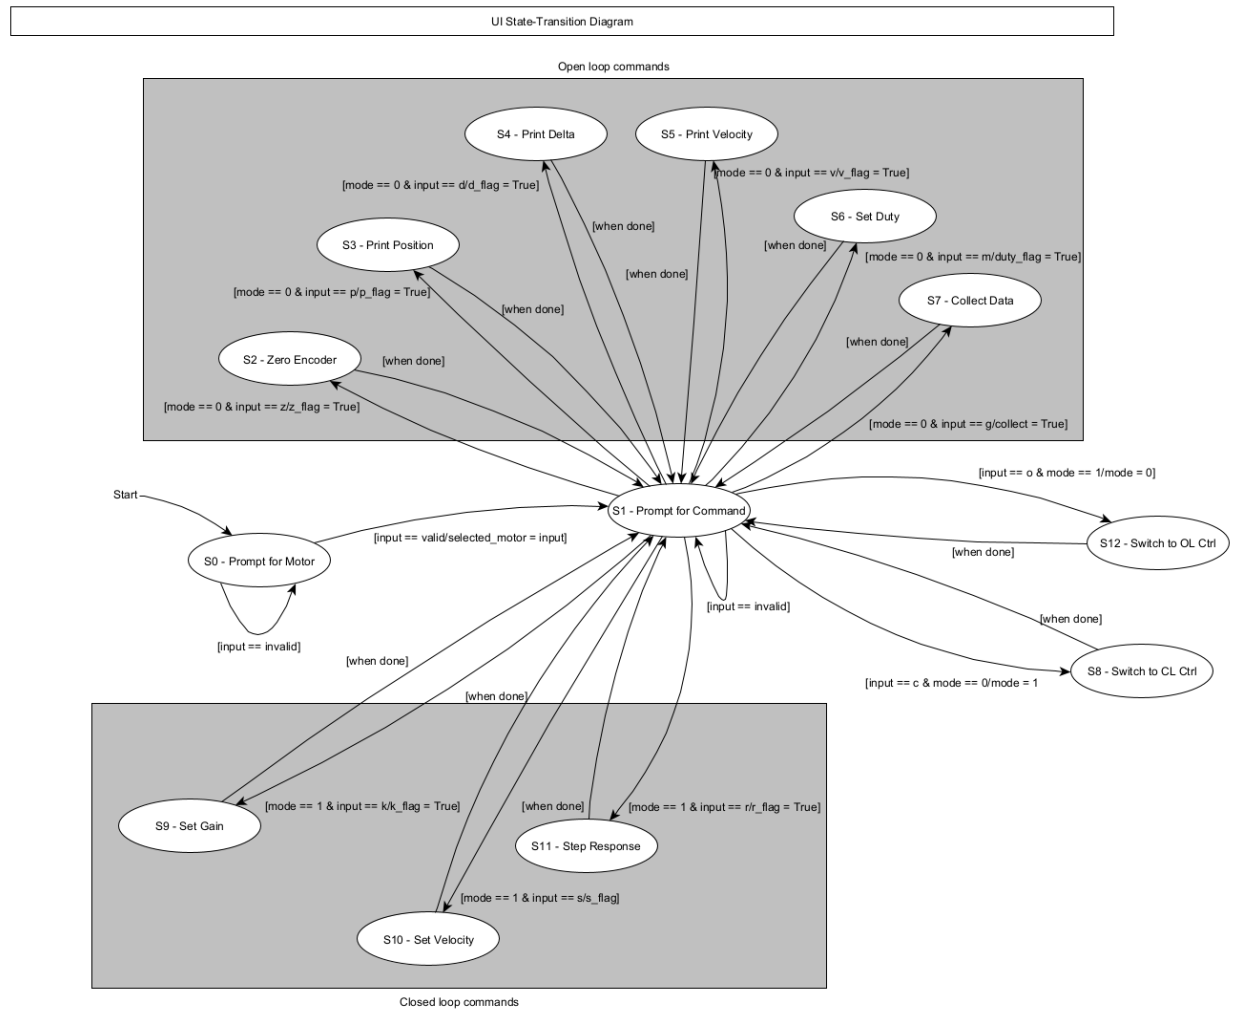 UI State-Transition Diagram
Open loop commands
S4 - Print Delta
S5 - Print Velocity
[mode == 0 & input == v/v_flag = True]
[mode == 0 & input == d/d_flag = True]
S6 - Set Duty
[when done]
S3 - Print Position
[when done]
[mode == 0 & input == m/duty_flag = True]
[when done]
[mode == 0 & input == p/p_flag = True]
S7 - Collect Data
[when done]
[when done]
S2 - Zero Encoder
[when done]
[mode == 0 & input == z/z_flag = True]
[mode == 0 & input == g/collect = True]
[input == o & mode == 1/mode = 0]
Start
S1 - Prompt for Command
[input == valid/selected_motor = input]
S12 - Switch to OL Ctrl
[when done]
S0 - Prompt for Motor
[input == invalid]
[when done]
[input == invalid]
[when done]
S8 - Switch to CL Ctrl
[input == c & mode == 0/mode = 1
[when done]
[mode == 1 & input == k/k_flag = True]
[when done]
[mode == 1 & input == r/r_flag = True]
S9 - Set Gain
S11 - Step Response
[mode == 1 & input == s/s_flag]
S10 - Set Velocity
Closed loop commands